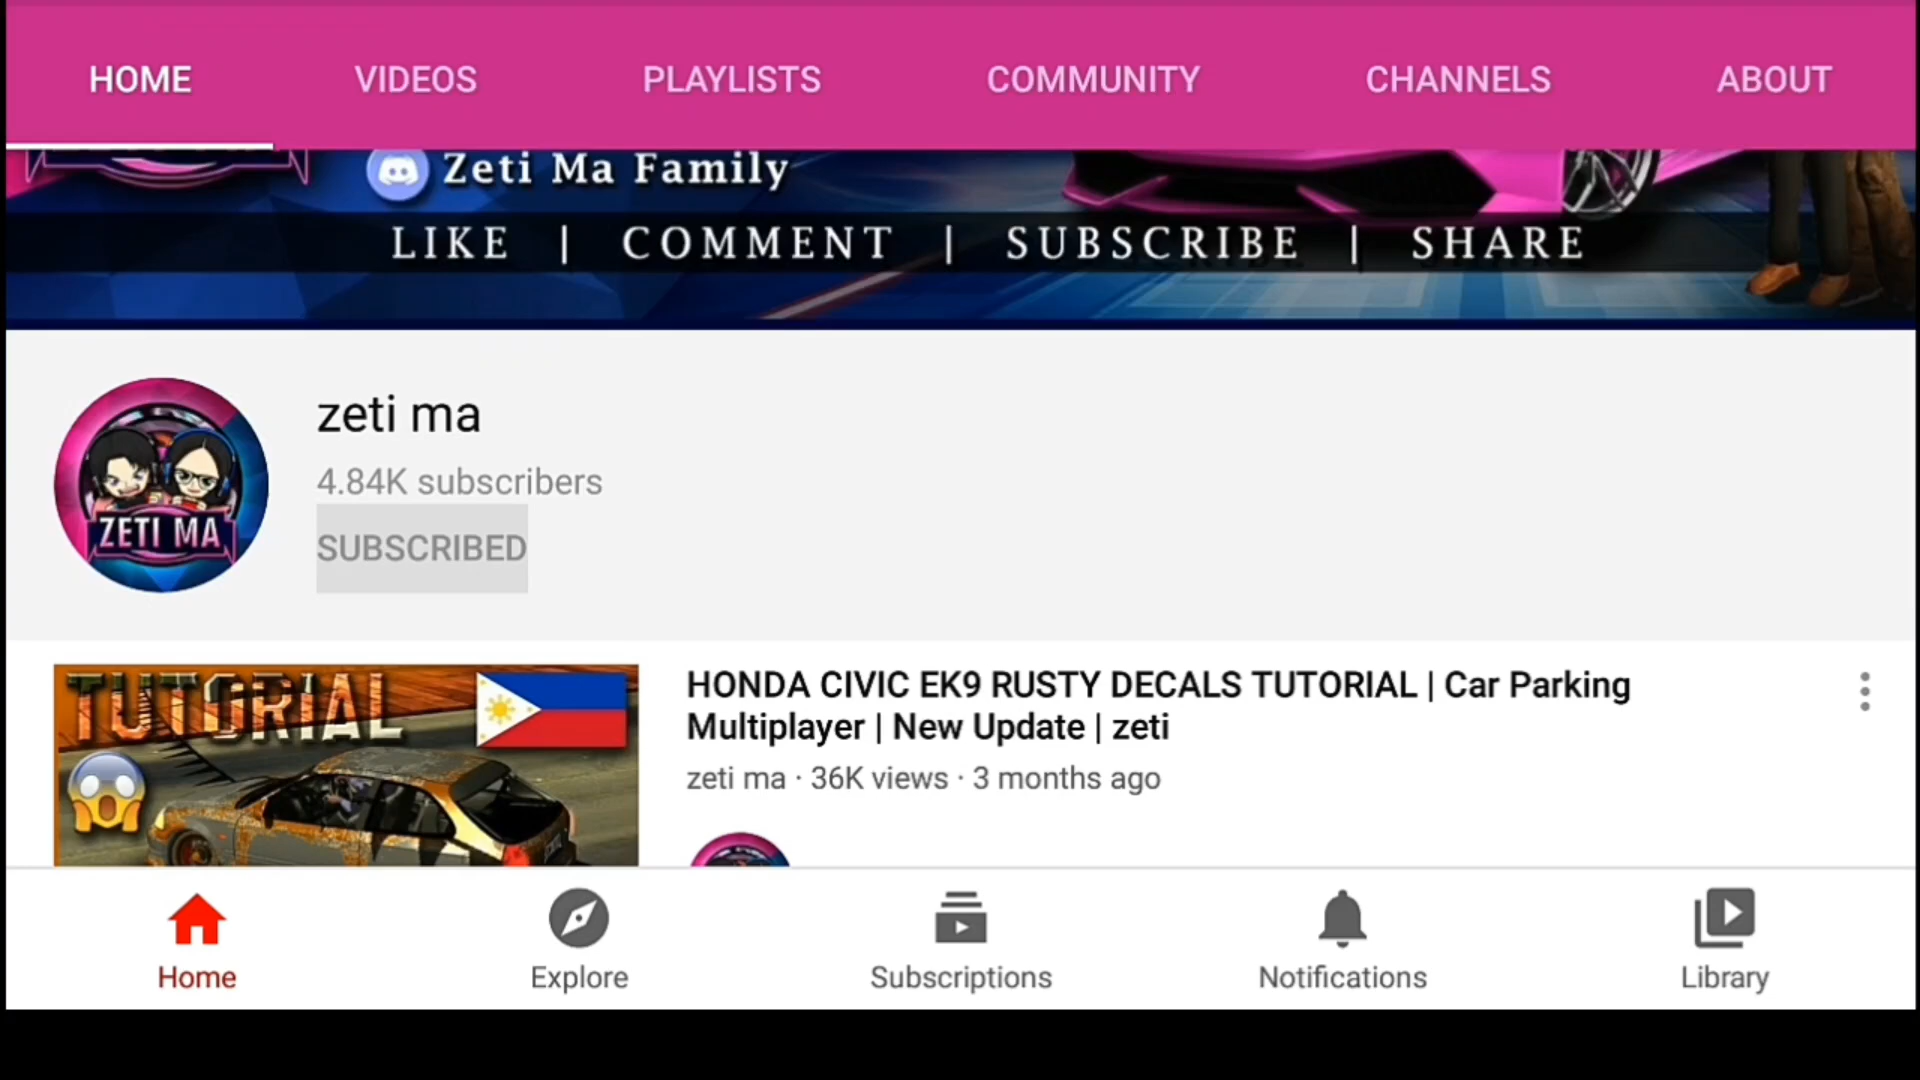 HOME VIDEOS PLAYLISTS COMMUNITY CHANNELS ABOUT
Zeti Ma Family
LIKE | COMMENT | SUBSCRIBE | SHARE
zeti ma
4.84K subscribers
SUBSCRIBED
ZETI MA
TUTORIAL
HONDA CIVIC EK9 RUSTY DECALS TUTORIAL | Car Parking
Multiplayer | New Update | zeti
zeti ma · 36K views · 3 months ago
Home Explore Subscriptions Notifications Library